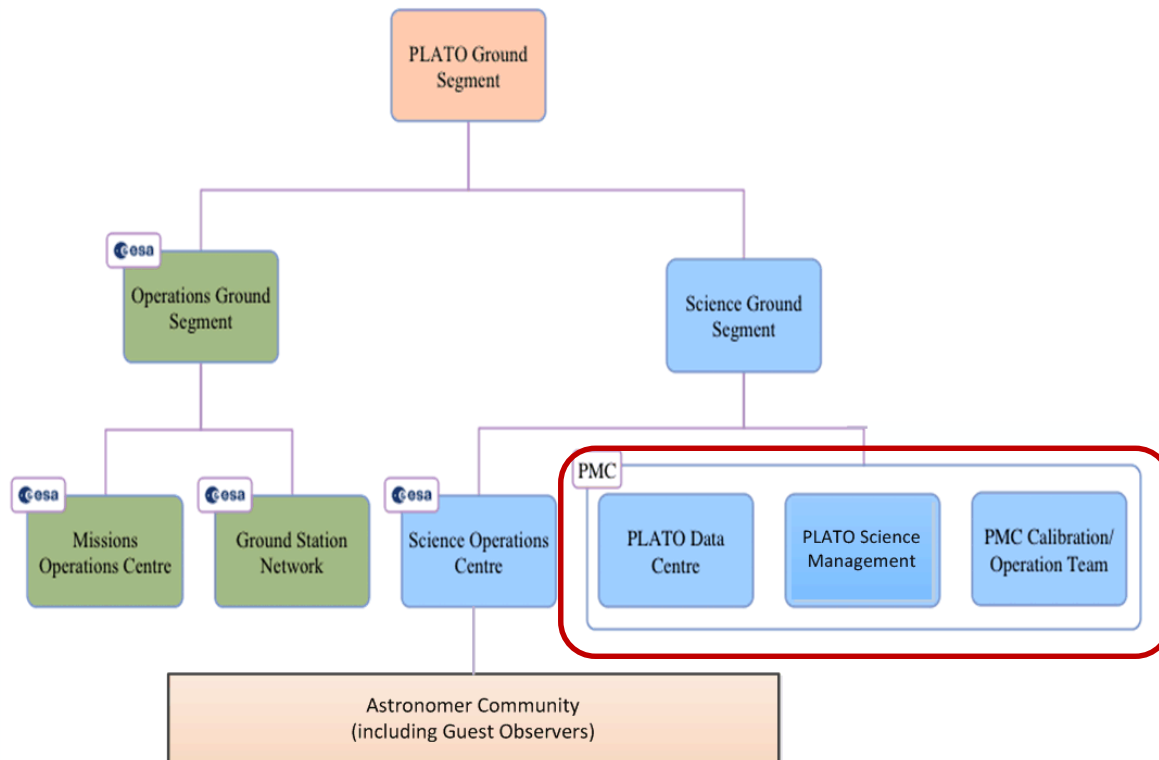 PLATO Ground
Segment
esa
Operations Ground
Segment
Science Ground
Segment
esa
Missions
Operations Centre
esa
Ground Station
Network
esa
Science Operations
Centre
PMC
PLATO Data
Centre
PLATO Science
Management
PMC Calibration/
Operation Team
Astronomer Community
(including Guest Observers)